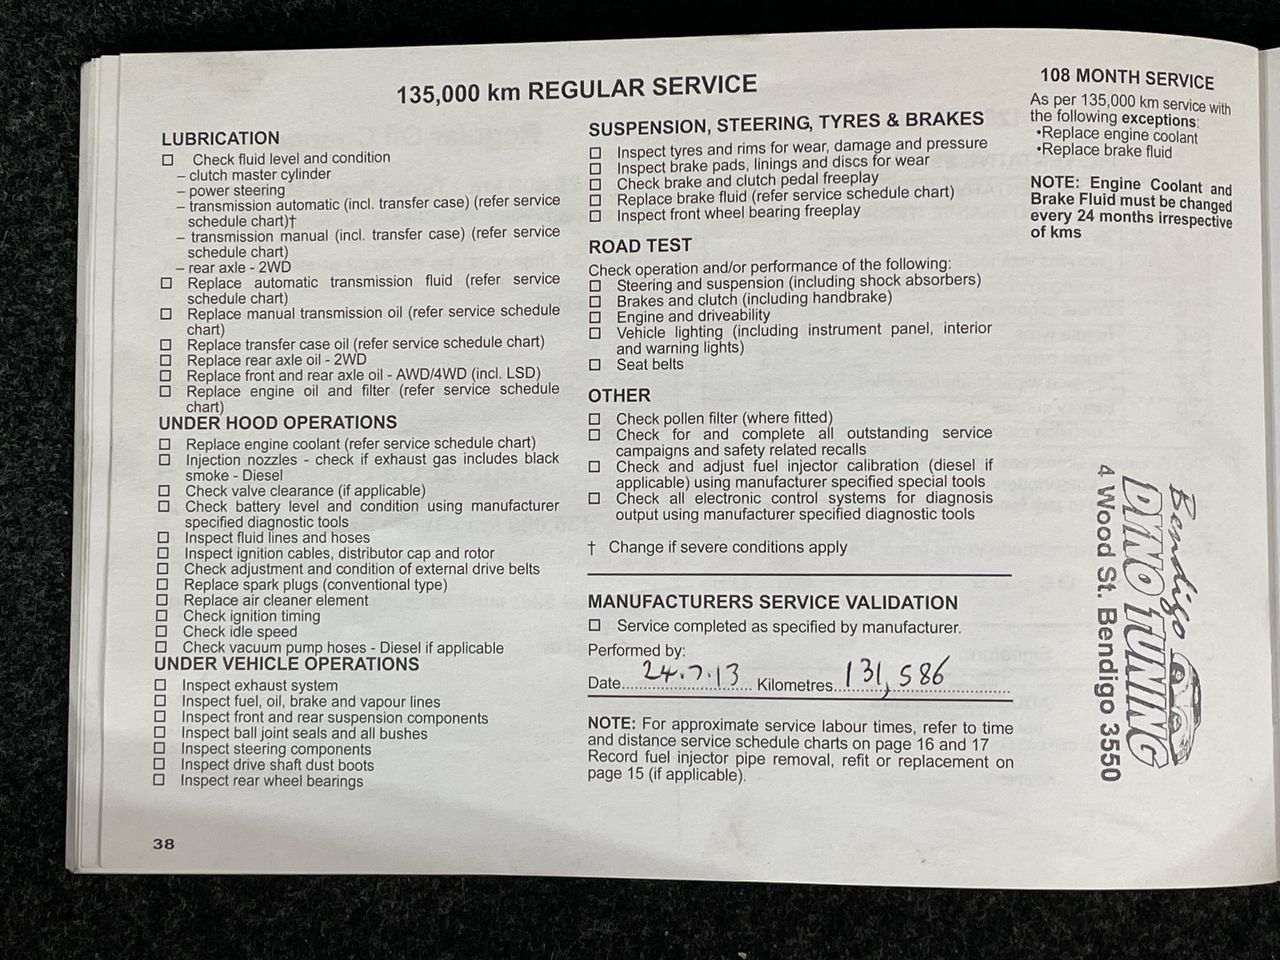 135,000 km REGULAR SERVICE
LUBRICATION
☐ Check fluid level and condition
– clutch master cylinder
– power steering
– transmission automatic (incl. transfer case) (refer service
schedule chart)†
– transmission manual (incl. transfer case) (refer service
schedule chart)
– rear axle - 2WD
☐ Replace automatic transmission fluid (refer service
schedule chart)
☐ Replace manual transmission oil (refer service schedule
chart)
☐ Replace transfer case oil (refer service schedule chart)
☐ Replace rear axle oil - 2WD
☐ Replace front and rear axle oil - AWD/4WD (incl. LSD)
☐ Replace engine oil and filter (refer service schedule
chart)
UNDER HOOD OPERATIONS
☐ Replace engine coolant (refer service schedule chart)
☐ Injection nozzles - check if exhaust gas includes black
smoke - Diesel
☐ Check valve clearance (if applicable)
☐ Check battery level and condition using manufacturer
specified diagnostic tools
☐ Inspect fluid lines and hoses
☐ Inspect ignition cables, distributor cap and rotor
☐ Check adjustment and condition of external drive belts
☐ Replace spark plugs (conventional type)
☐ Replace air cleaner element
☐ Check ignition timing
☐ Check idle speed
☐ Check vacuum pump hoses - Diesel if applicable
UNDER VEHICLE OPERATIONS
☐ Inspect exhaust system
☐ Inspect fuel, oil, brake and vapour lines
☐ Inspect front and rear suspension components
☐ Inspect ball joint seals and all bushes
☐ Inspect steering components
☐ Inspect drive shaft dust boots
☐ Inspect rear wheel bearings
38
SUSPENSION, STEERING, TYRES & BRAKES
☐ Inspect tyres and rims for wear, damage and pressure
☐ Inspect brake pads, linings and discs for wear
☐ Check brake and clutch pedal freeplay
☐ Replace brake fluid (refer service schedule chart)
☐ Inspect front wheel bearing freeplay
ROAD TEST
Check operation and/or performance of the following:
☐ Steering and suspension (including shock absorbers)
☐ Brakes and clutch (including handbrake)
☐ Engine and driveability
☐ Vehicle lighting (including instrument panel, interior
and warning lights)
☐ Seat belts
OTHER
☐ Check pollen filter (where fitted)
☐ Check for and complete all outstanding service
campaigns and safety related recalls
☐ Check and adjust fuel injector calibration (diesel if
applicable) using manufacturer specified special tools
☐ Check all electronic control systems for diagnosis
output using manufacturer specified diagnostic tools
† Change if severe conditions apply
MANUFACTURERS SERVICE VALIDATION
☐ Service completed as specified by manufacturer.
Performed by:
Date 24.7.13 Kilometres 131,586
NOTE: For approximate service labour times, refer to time
and distance service schedule charts on page 16 and 17
Record fuel injector pipe removal, refit or replacement on
page 15 (if applicable).
108 MONTH SERVICE
As per 135,000 km service with
the following exceptions:
•Replace engine coolant
•Replace brake fluid
NOTE: Engine Coolant and
Brake Fluid must be changed
every 24 months irrespective
of kms
Bendigo
DYNO TUNING
4 Wood St. Bendigo 3550